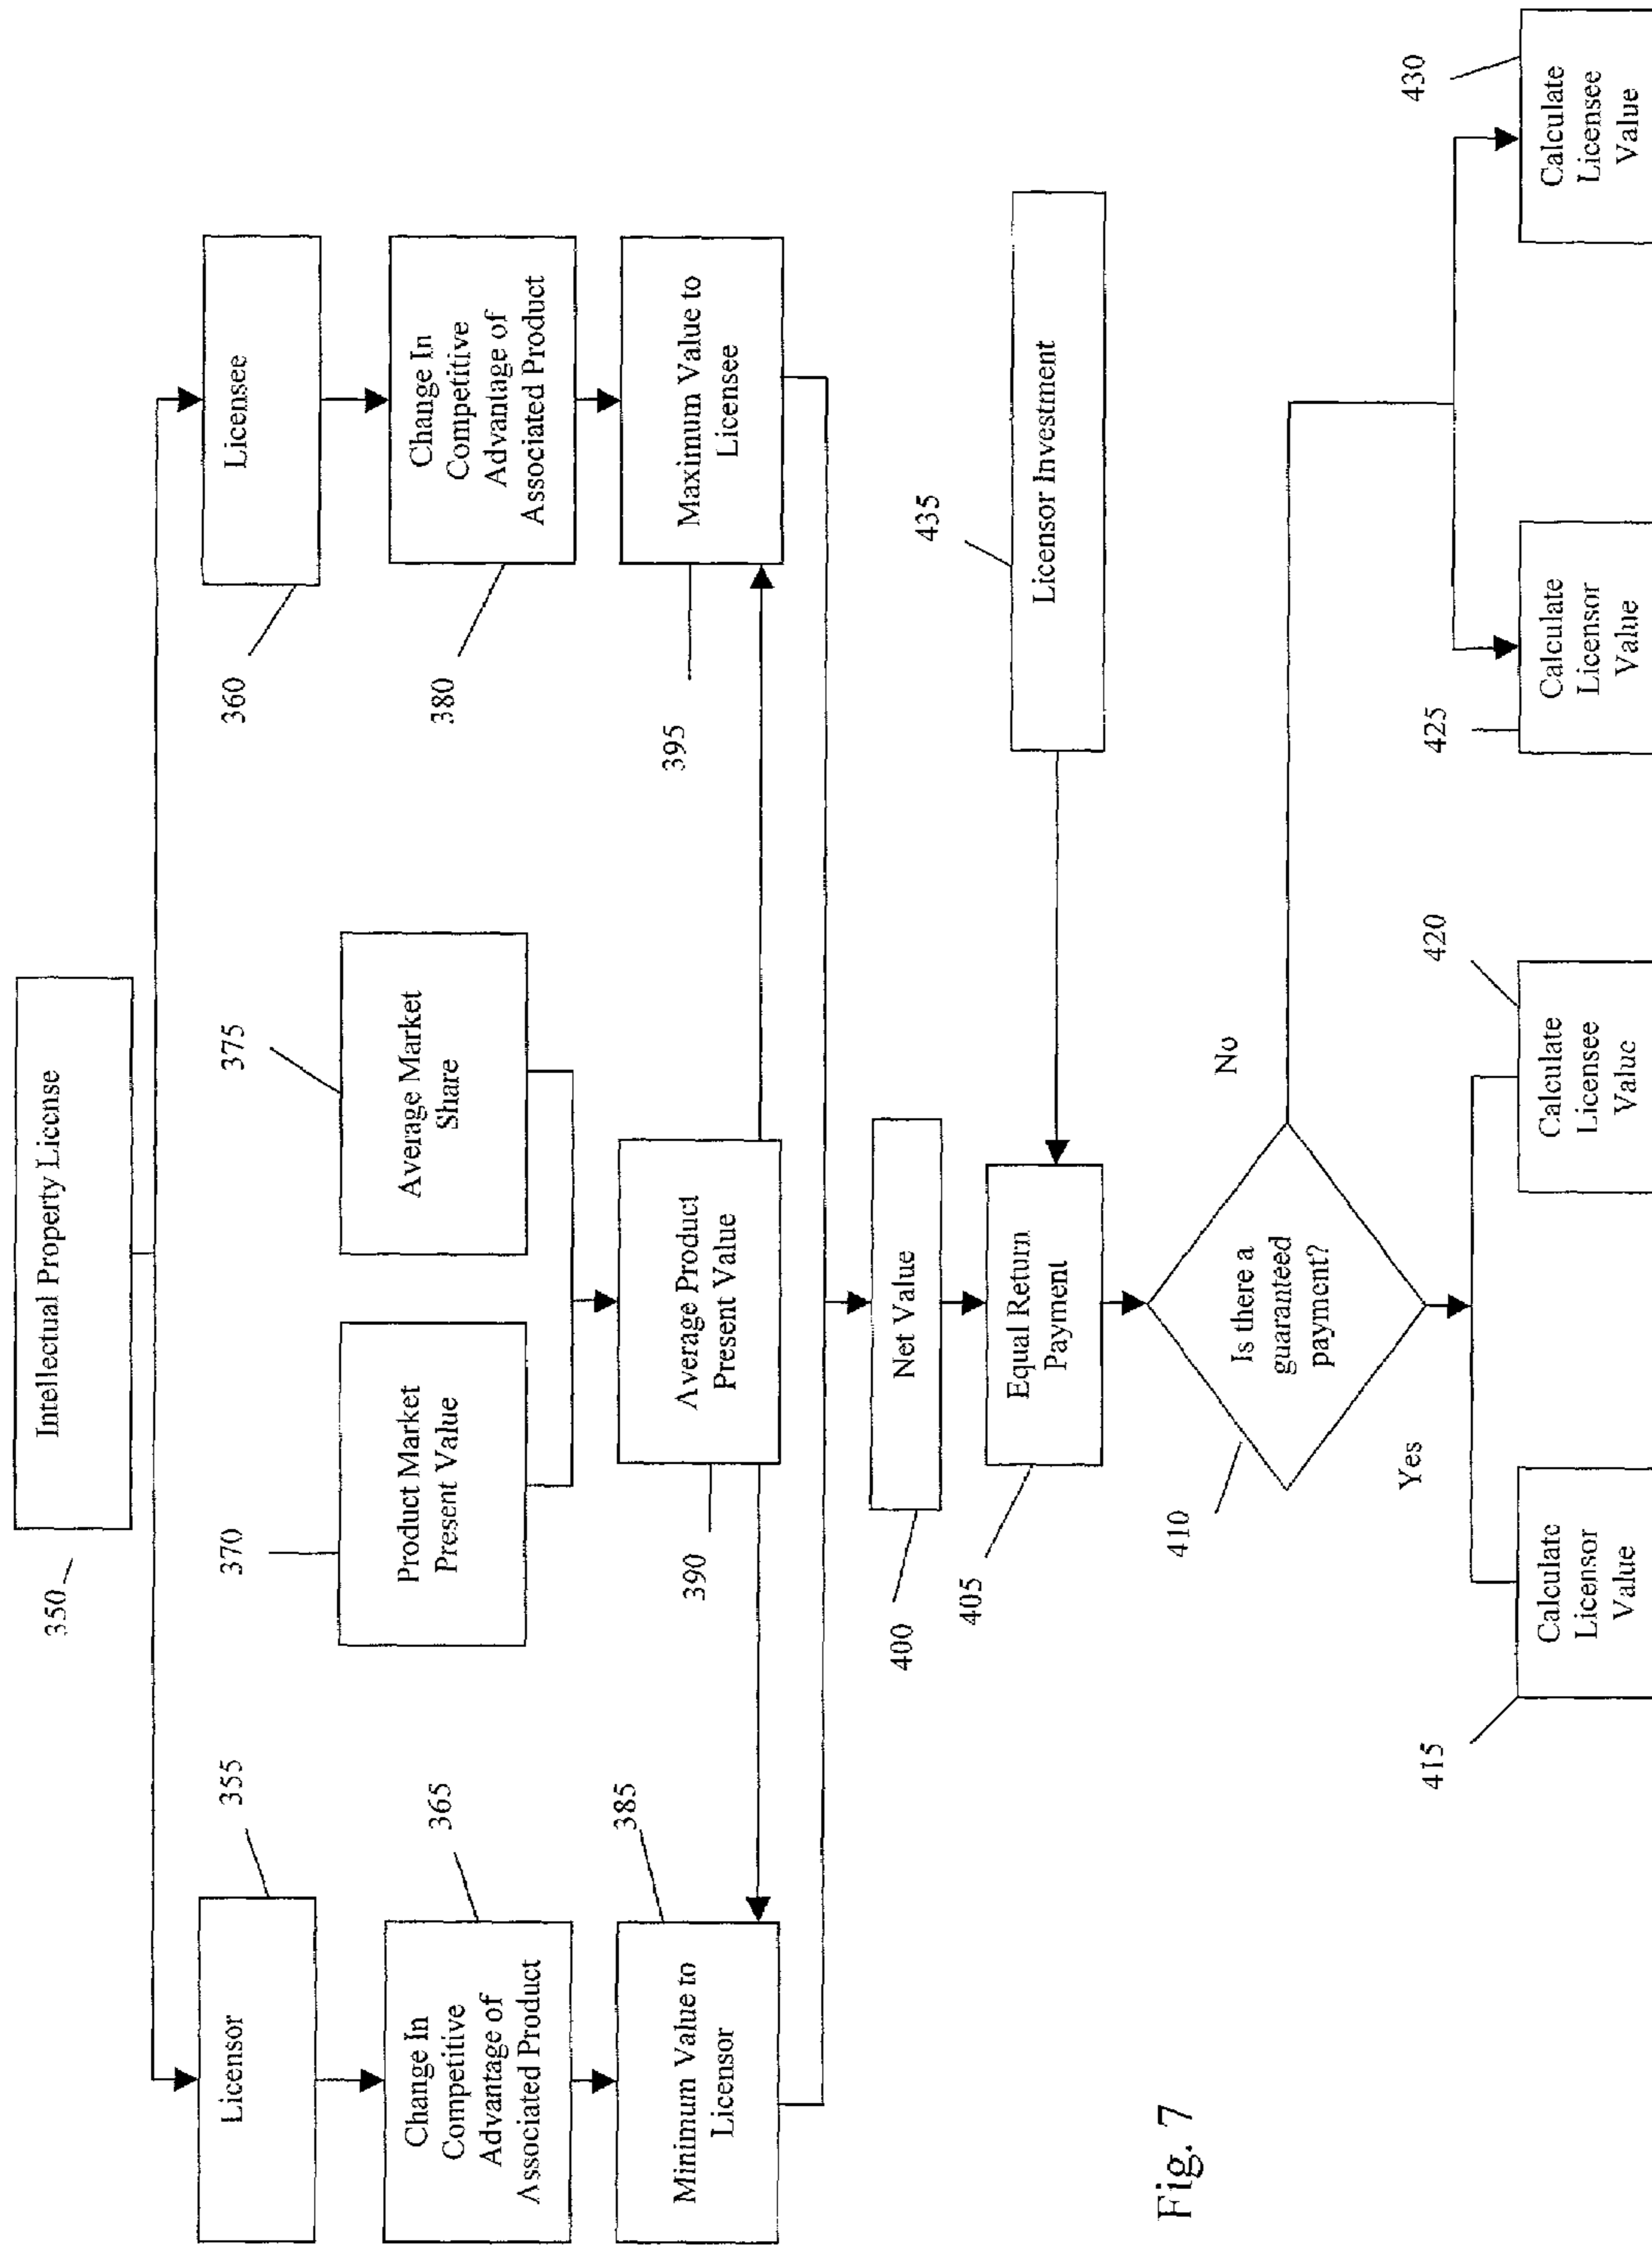 Intellectual Property License
350
Licensor
355
Licensee
360
Product Market
Present Value
370
Average Market
Share
375
Change In
Competitive
Advantage of
Associated Product
365
Change In
Competitive
Advantage of
Associated Product
380
Minimum Value to
Licensor
385
Average Product
Present Value
390
Maximum Value to
Licensee
395
Net Value
400
Equal Return
Payment
405
Licensor Investment
435
Is there a
guaranteed
payment?
410
Yes
No
Calculate
Licensor
Value
415
Calculate
Licensee
Value
420
Calculate
Licensor
Value
425
Calculate
Licensee
Value
430
Fig. 7